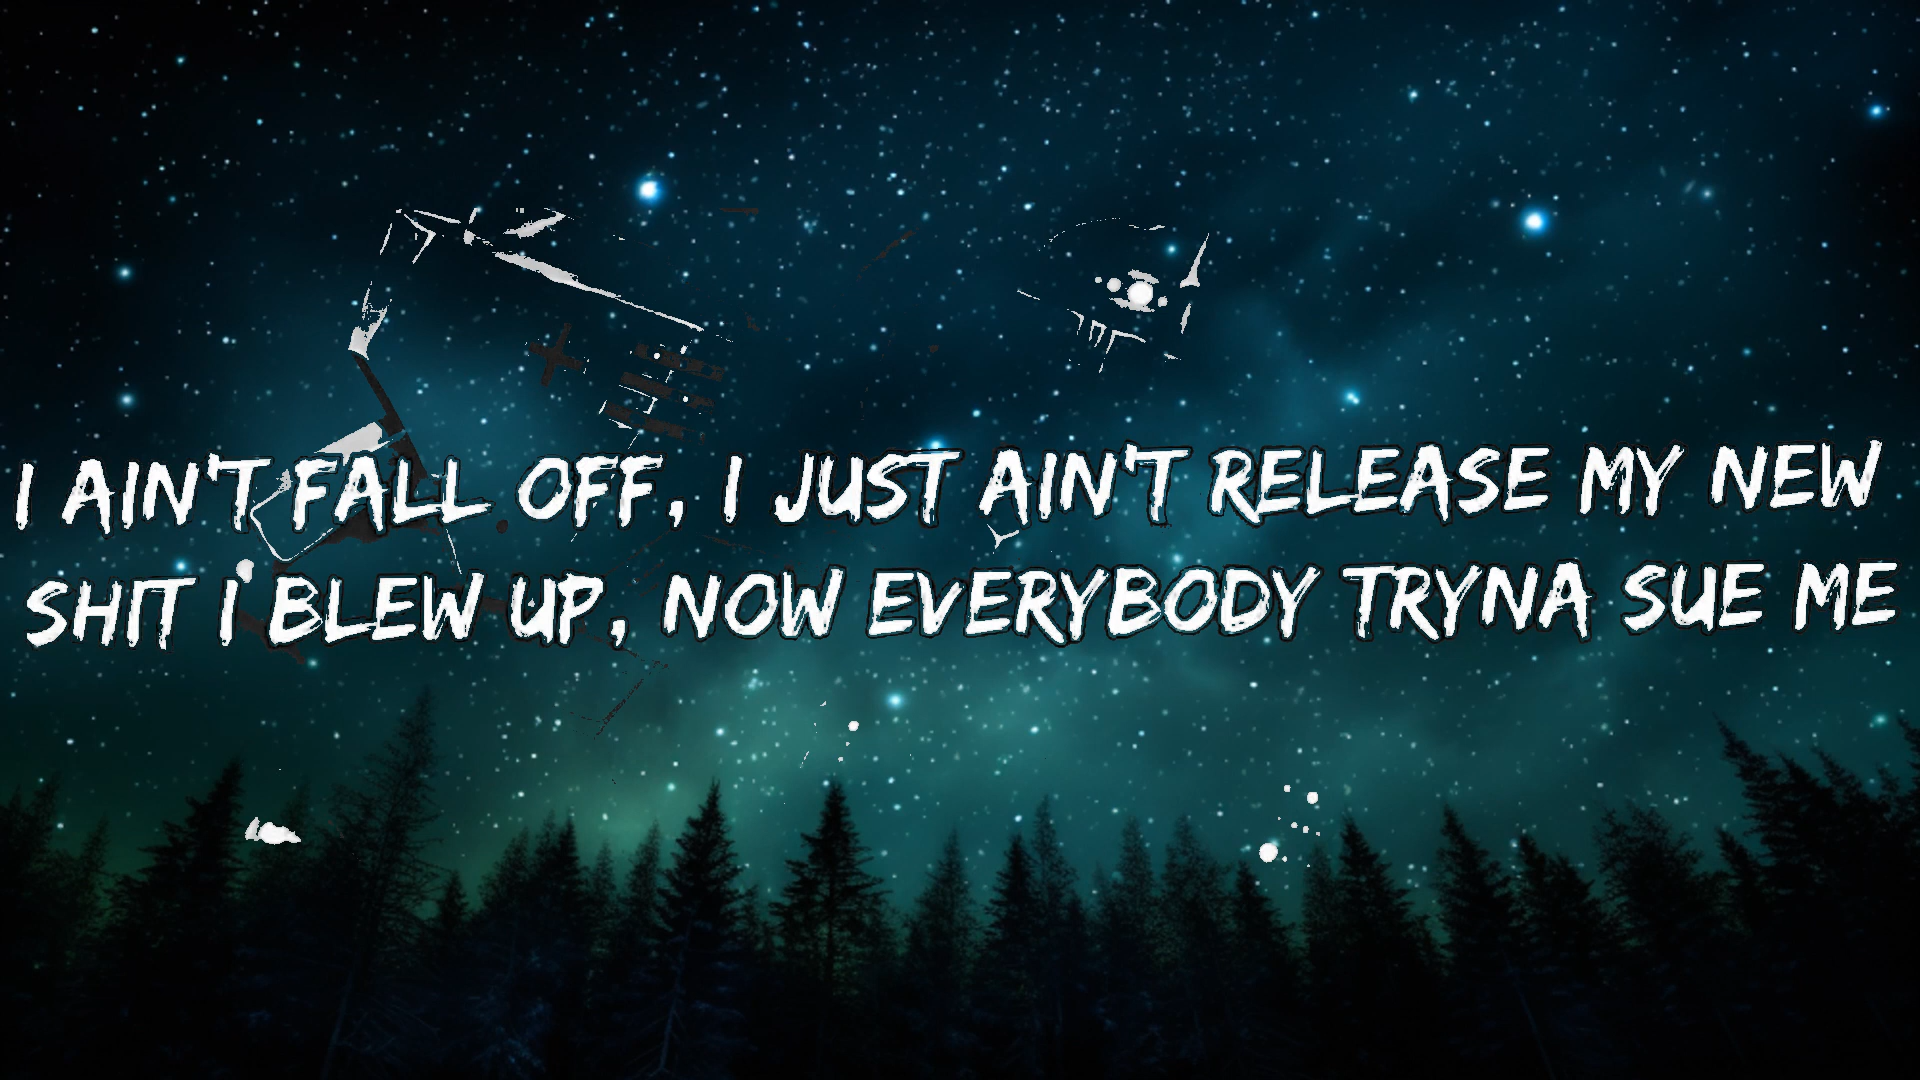 I AIN'T FALL OFF, I JUST AIN'T RELEASE MY NEW
SHIT I BLEW UP, NOW EVERYBODY TRYNA SUE ME